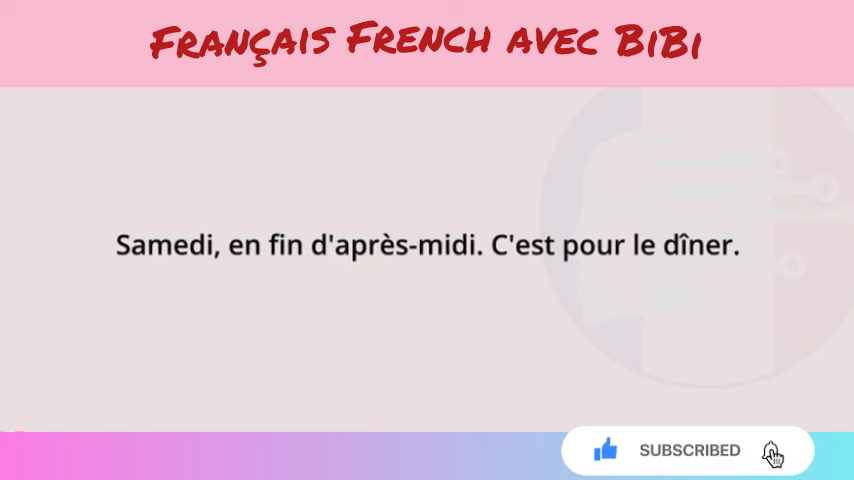 FRANÇAIS FRENCH AVEC BIBI
Samedi, en fin d'après-midi. C'est pour le dîner.
SUBSCRIBED